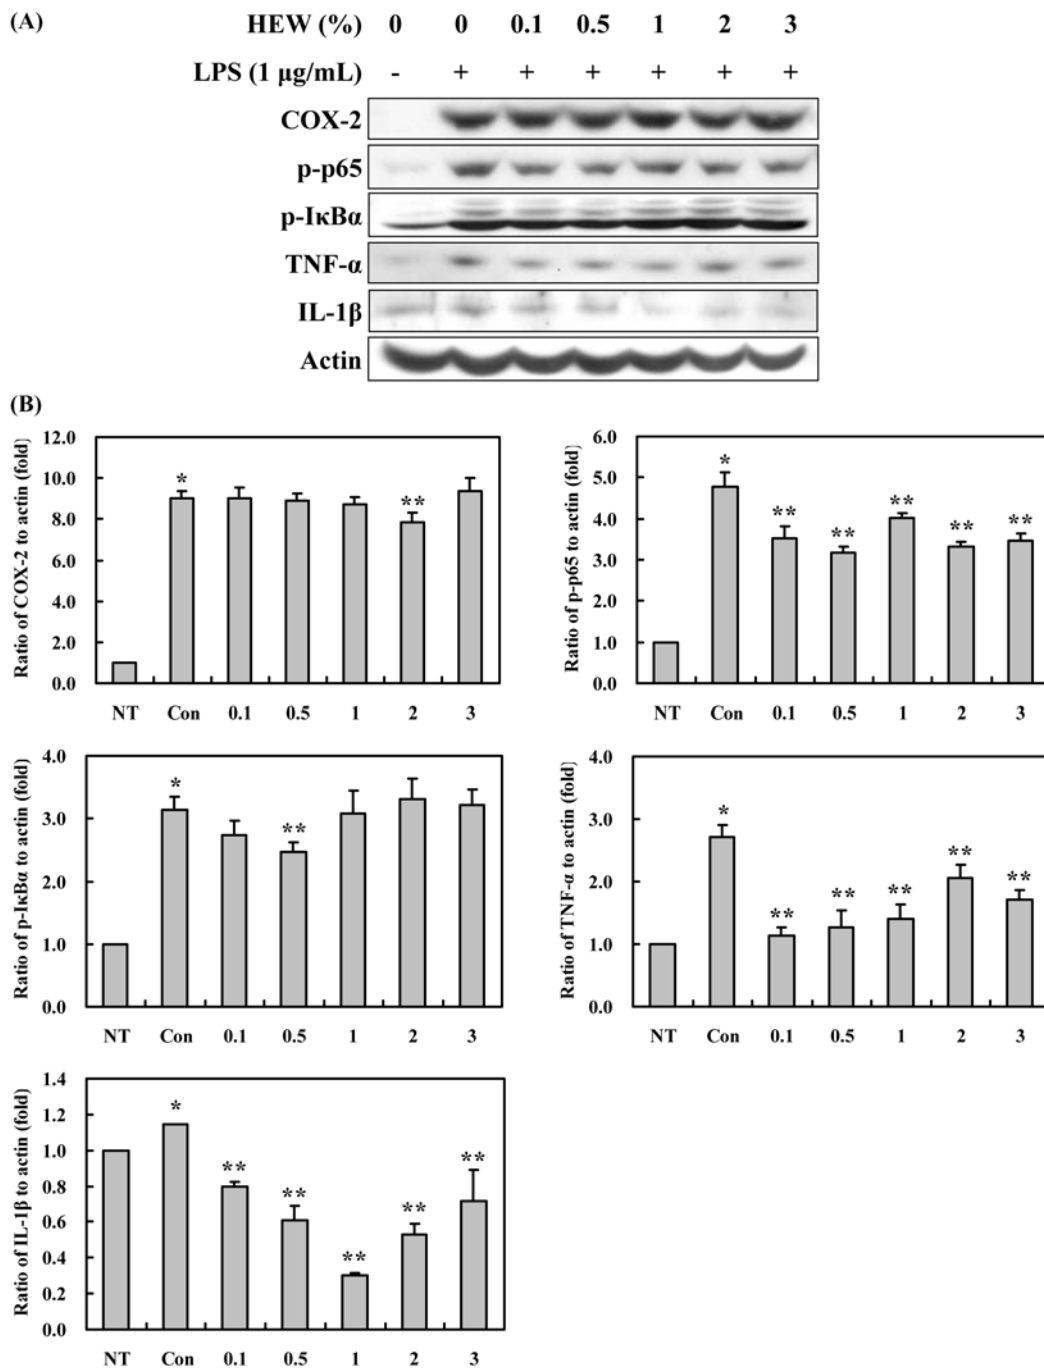 (A)
HEW (%) 0 0 0.1 0.5 1 2 3
LPS (1 µg/mL) - + + + + + +
COX-2
p-p65
p-IκBα
TNF-α
IL-1β
Actin
(B)
Ratio of COX-2 to actin (fold)
12.0
10.0
8.0
6.0
4.0
2.0
0.0
* **
NT Con 0.1 0.5 1 2 3
Ratio of p-p65 to actin (fold)
6.0
5.0
4.0
3.0
2.0
1.0
0.0
* ** ** ** ** **
NT Con 0.1 0.5 1 2 3
Ratio of p-IκBα to actin (fold)
4.0
3.0
2.0
1.0
0.0
* **
NT Con 0.1 0.5 1 2 3
Ratio of TNF-α to actin (fold)
4.0
3.0
2.0
1.0
0.0
* ** ** ** ** **
NT Con 0.1 0.5 1 2 3
Ratio of IL-1β to actin (fold)
1.4
1.2
1.0
0.8
0.6
0.4
0.2
0.0
* ** ** ** ** **
NT Con 0.1 0.5 1 2 3